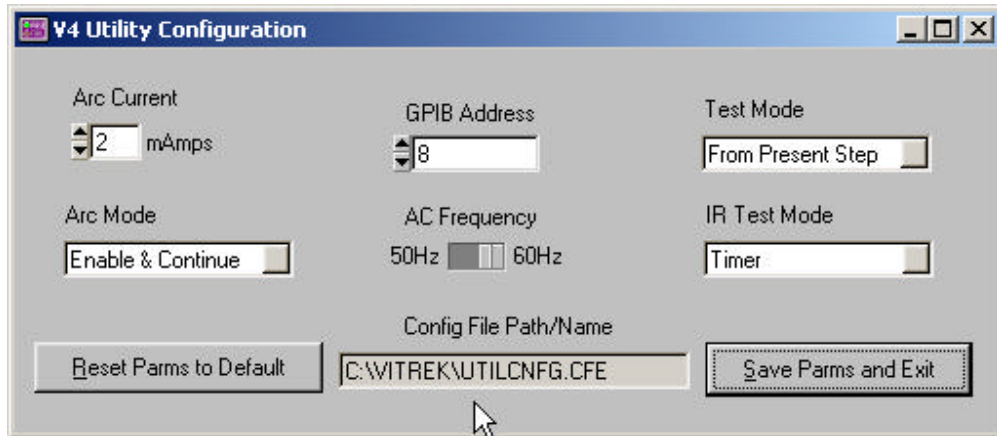 V4 Utility Configuration
Arc Current
2 mAmps
GPIB Address
8
Test Mode
From Present Step
Arc Mode
Enable & Continue
AC Frequency
50Hz 60Hz
IR Test Mode
Timer
Config File Path/Name
Reset Parms to Default
C:\VITREK\UTILCNFG.CFE
Save Parms and Exit